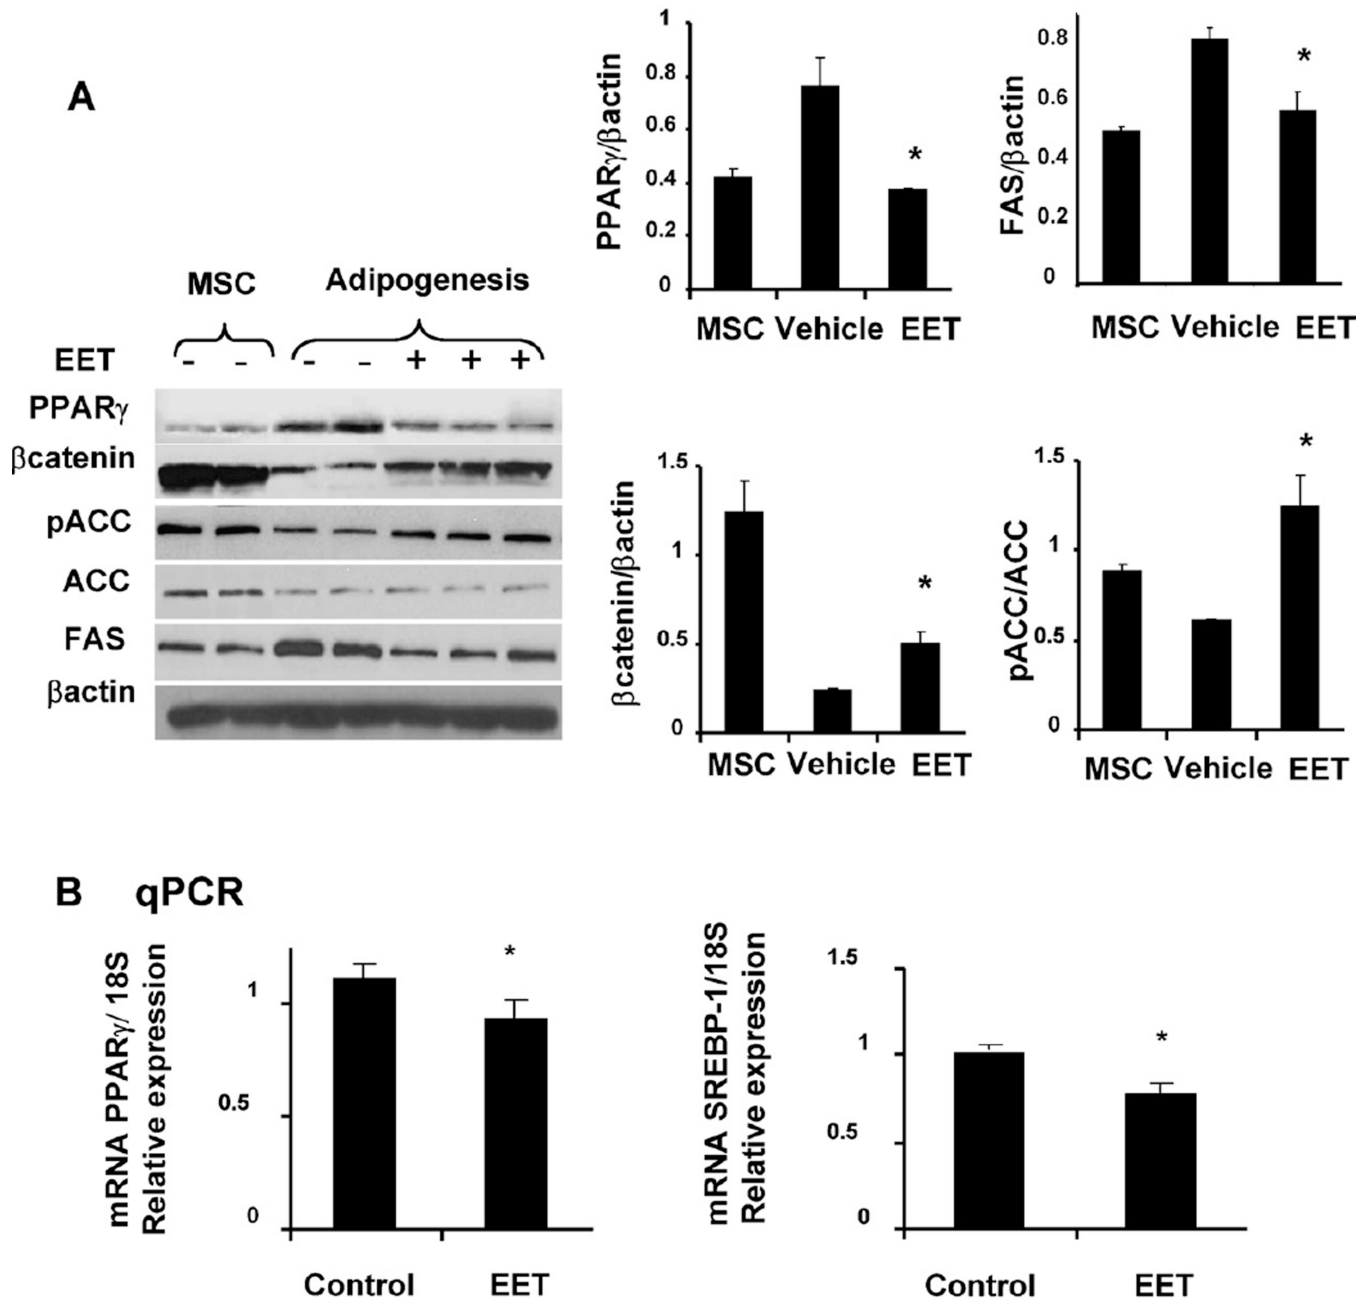 A
MSC Adipogenesis
EET - - - - + + +
PPARγ
βcatenin
pACC
ACC
FAS
βactin
PPARγ/βactin
1
0.8
0.6
0.4
0.2
0
MSC Vehicle EET
*
FAS/βactin
0.8
0.6
0.4
0.2
0
MSC Vehicle EET
*
βcatenin/βactin
1.5
1
0.5
0
MSC Vehicle EET
*
pACC/ACC
1.5
1
0.5
0
MSC Vehicle EET
*
B qPCR
mRNA PPARγ/ 18S
Relative expression
1
0.5
0
Control EET
*
mRNA SREBP-1/18S
Relative expression
1.5
1
0.5
0
Control EET
*